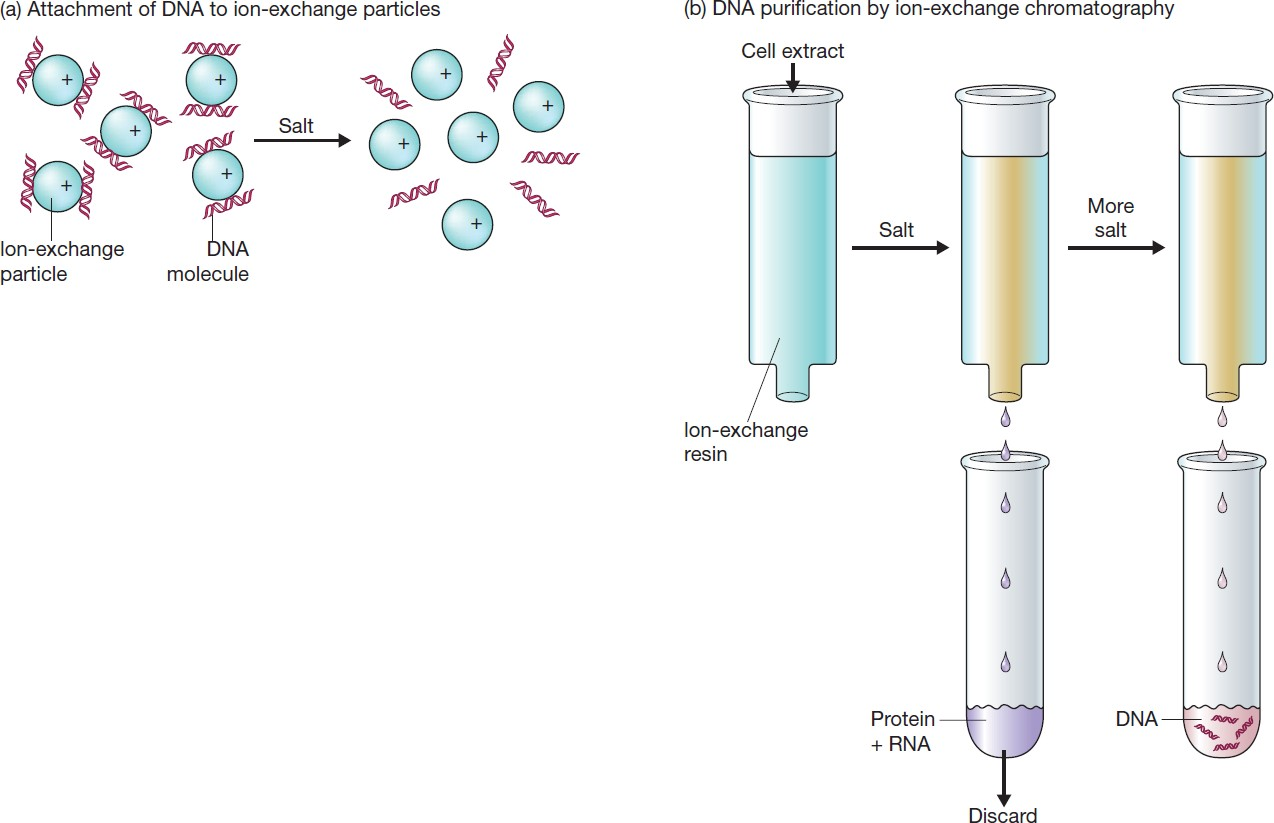 (a) Attachment of DNA to ion-exchange particles
+
+
+
+
+
Salt
+
+
+
+
+
Ion-exchange
particle
DNA
molecule
(b) DNA purification by ion-exchange chromatography
Cell extract
Salt
More
salt
Ion-exchange
resin
Protein
+ RNA
DNA
Discard